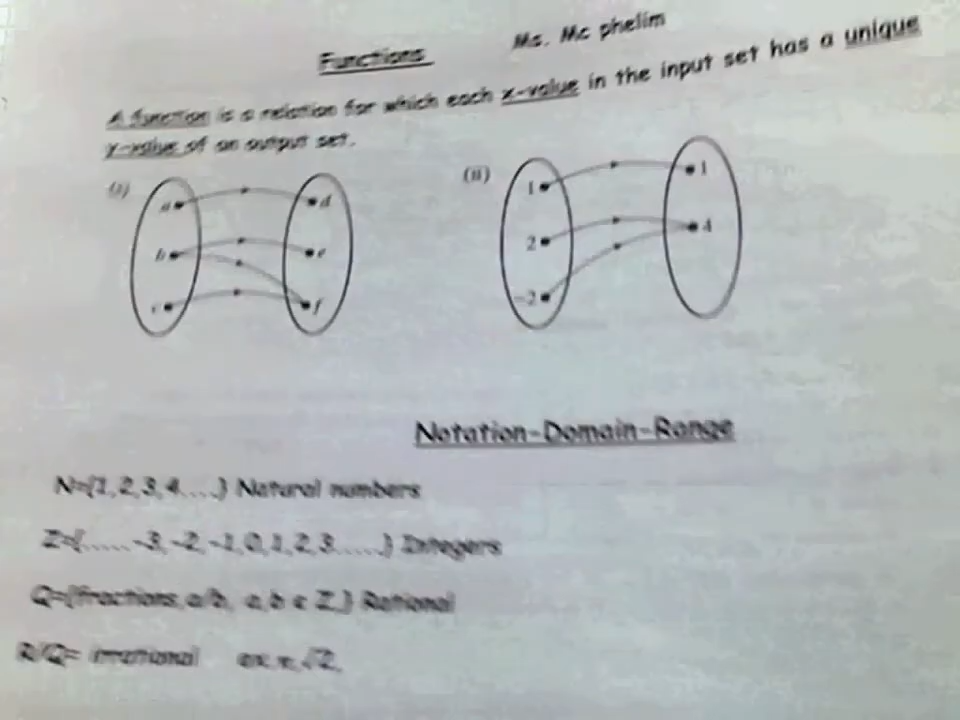 Functions Ms. Mc phelim
A function is a relation for which each x-value in the input set has a unique
y-value of an output set.
(i) (ii)
a d 1 1
b e 2 4
c f -2
Notation-Domain-Range
N={1,2,3,4.....} Natural numbers
Z={......-3,-2,-1,0,1,2,3......} Integers
Q={fractions,a/b, a,b ε Z,} Rational
R/Q= irrational ex. π,√2,